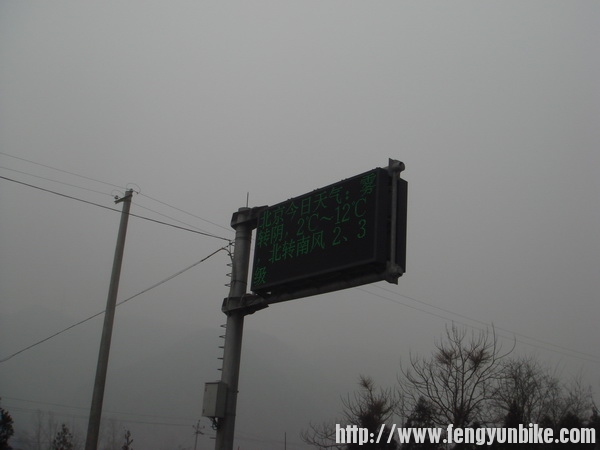 北京今日天气：雾
转阴，2℃～12℃
，北转南风 2、3
级
http://www.fengyunbike.com